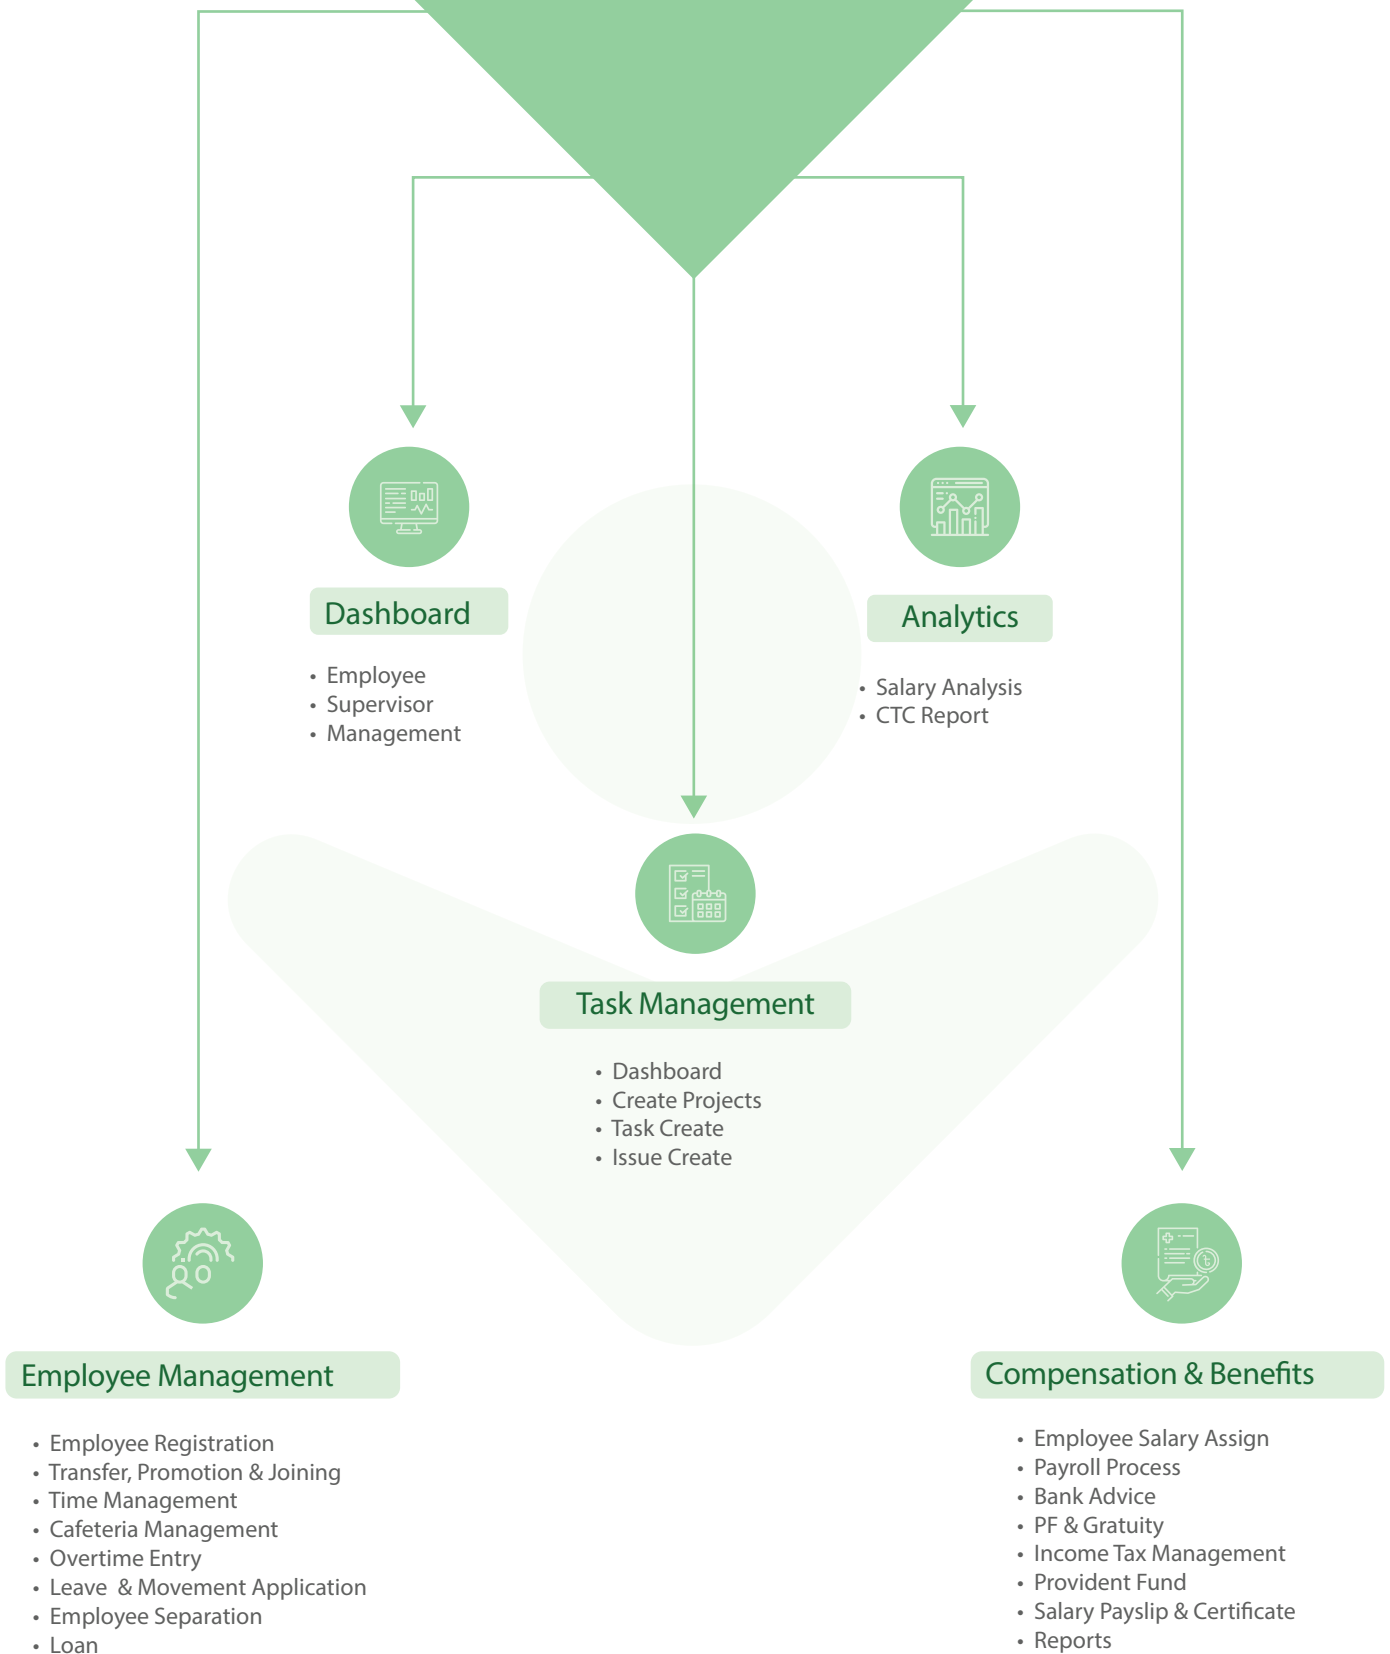 Dashboard
• Employee
• Supervisor
• Management
Analytics
• Salary Analysis
• CTC Report
Task Management
• Dashboard
• Create Projects
• Task Create
• Issue Create
Employee Management
• Employee Registration
• Transfer, Promotion & Joining
• Time Management
• Cafeteria Management
• Overtime Entry
• Leave & Movement Application
• Employee Separation
• Loan
Compensation & Benefits
• Employee Salary Assign
• Payroll Process
• Bank Advice
• PF & Gratuity
• Income Tax Management
• Provident Fund
• Salary Payslip & Certificate
• Reports